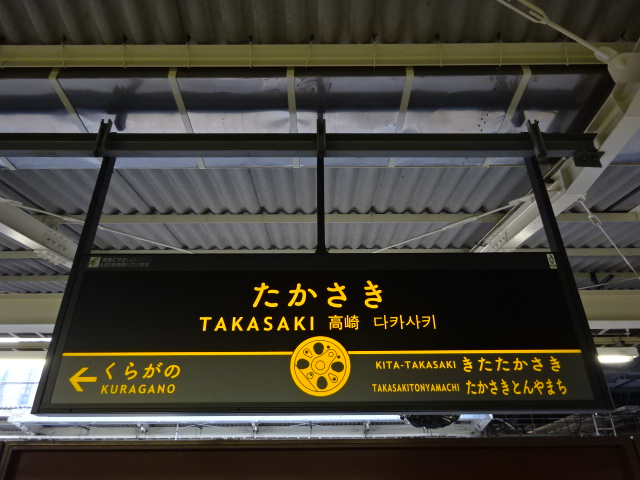 たかさき
TAKASAKI 高崎 다카사키
くらがの
KURAGANO
KITA-TAKASAKI きたたかさき
TAKASAKITONYAMACHI たかさきとんやまち